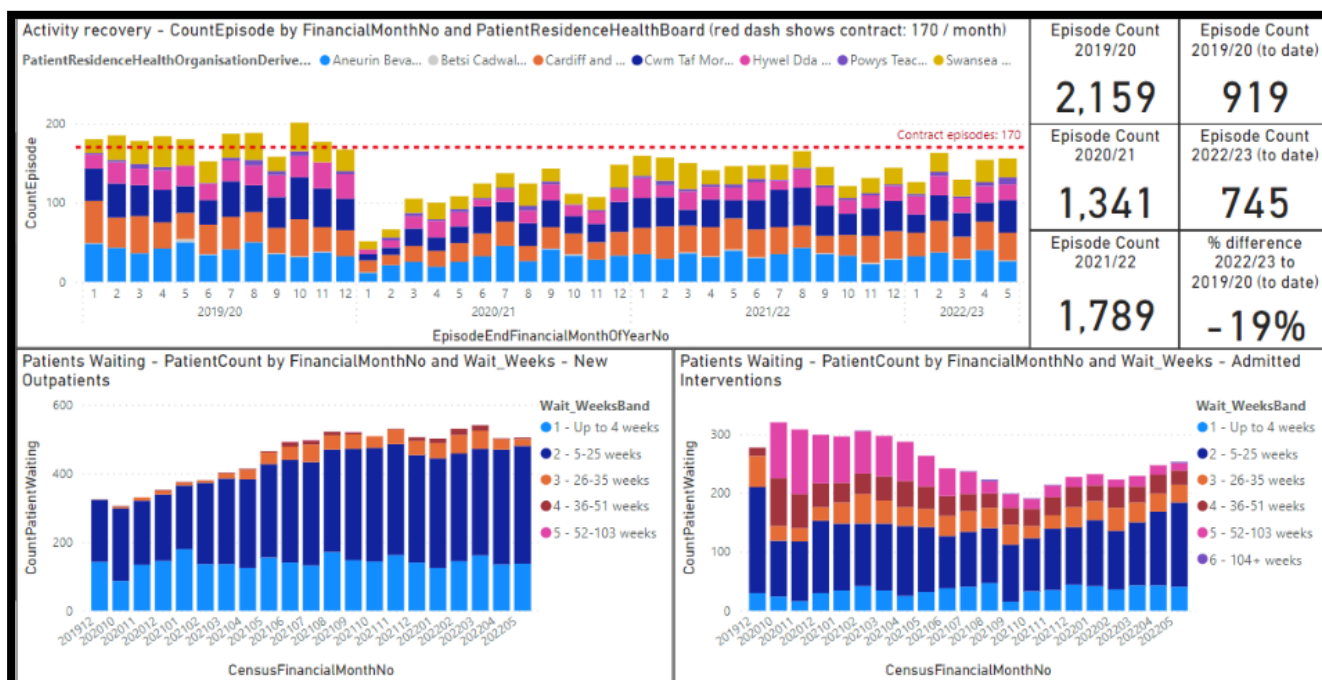 Activity recovery - CountEpisode by FinancialMonthNo and PatientResidenceHealthBoard (red dash shows contract: 170 / month)
PatientResidenceHealthOrganisationDerive... Aneurin Beva... Betsi Cadwal... Cardiff and ... Cwm Taf Mor... Hywel Dda ... Powys Teac... Swansea ...
200
100
0
CountEpisode
Contract episodes: 170
1 2 3 4 5 6 7 8 9 10 11 12 1 2 3 4 5 6 7 8 9 10 11 12 1 2 3 4 5 6 7 8 9 10 11 12 1 2 3 4 5
2019/20 2020/21 2021/22 2022/23
EpisodeEndFinancialMonthOfYearNo
Episode Count
2019/20
2,159
Episode Count
2019/20 (to date)
919
Episode Count
2020/21
1,341
Episode Count
2022/23 (to date)
745
Episode Count
2021/22
1,789
% difference
2022/23 to
2019/20 (to date)
-19%
Patients Waiting - PatientCount by FinancialMonthNo and Wait_Weeks - New
Outpatients
600
400
200
0
CountPatientWaiting
Wait_WeeksBand
1 - Up to 4 weeks
2 - 5-25 weeks
3 - 26-35 weeks
4 - 36-51 weeks
5 - 52-103 weeks
201912 202010 202011 202012 202101 202102 202103 202104 202105 202106 202107 202108 202109 202110 202111 202112 202201 202202 202203 202204 202205
CensusFinancialMonthNo
Patients Waiting - PatientCount by FinancialMonthNo and Wait_Weeks - Admitted
Interventions
300
200
100
0
CountPatientWaiting
Wait_WeeksBand
1 - Up to 4 weeks
2 - 5-25 weeks
3 - 26-35 weeks
4 - 36-51 weeks
5 - 52-103 weeks
6 - 104+ weeks
201912 202010 202011 202012 202101 202102 202103 202104 202105 202106 202107 202108 202109 202110 202111 202112 202201 202202 202203 202204 202205
CensusFinancialMonthNo